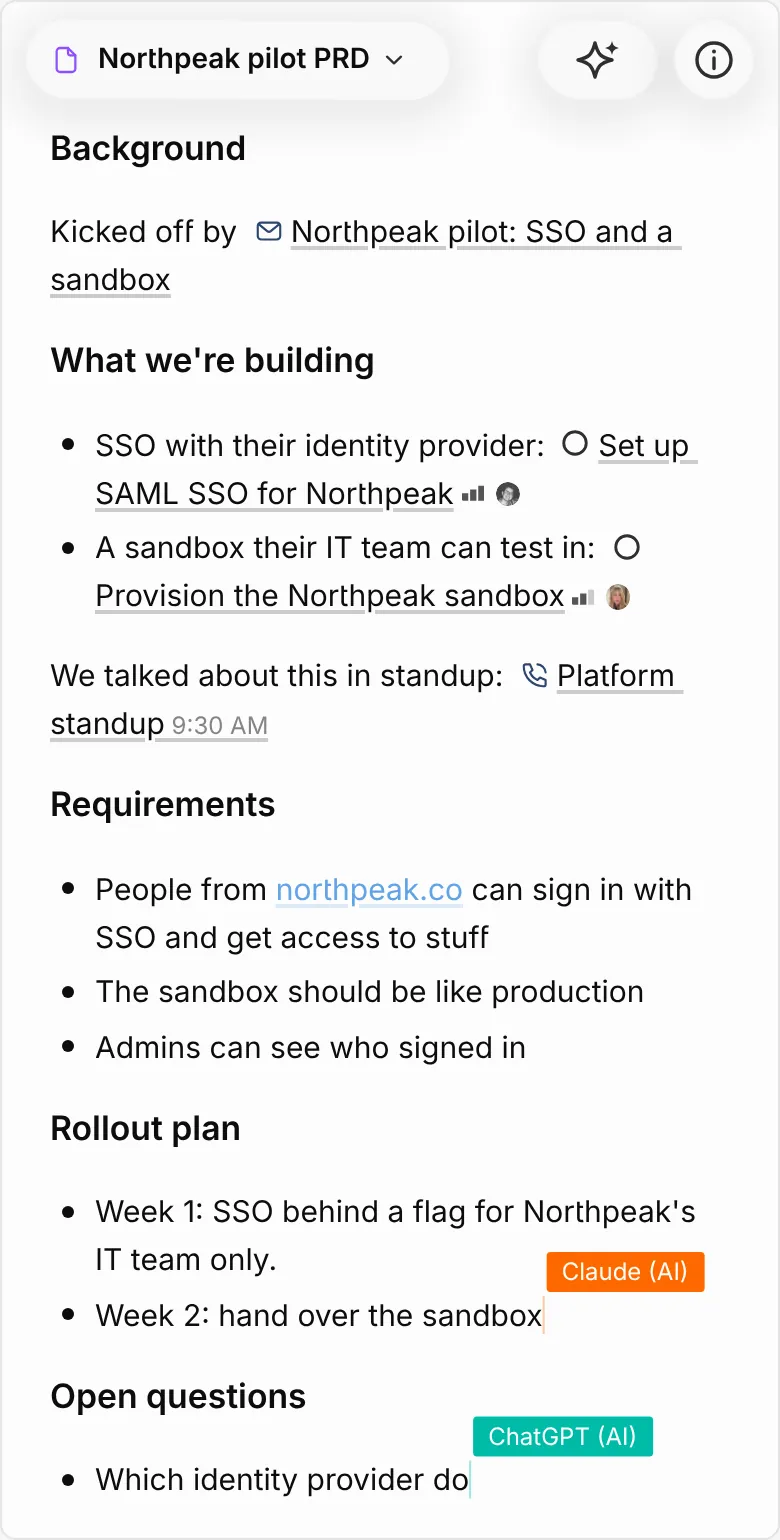 Northpeak pilot PRD
Background
Kicked off by Northpeak pilot: SSO and a
sandbox
What we're building
• SSO with their identity provider: Set up
SAML SSO for Northpeak
• A sandbox their IT team can test in:
Provision the Northpeak sandbox
We talked about this in standup: Platform
standup 9:30 AM
Requirements
• People from northpeak.co can sign in with
SSO and get access to stuff
• The sandbox should be like production
• Admins can see who signed in
Rollout plan
• Week 1: SSO behind a flag for Northpeak's
IT team only.
Claude (AI)
• Week 2: hand over the sandbox
Open questions
ChatGPT (AI)
• Which identity provider do